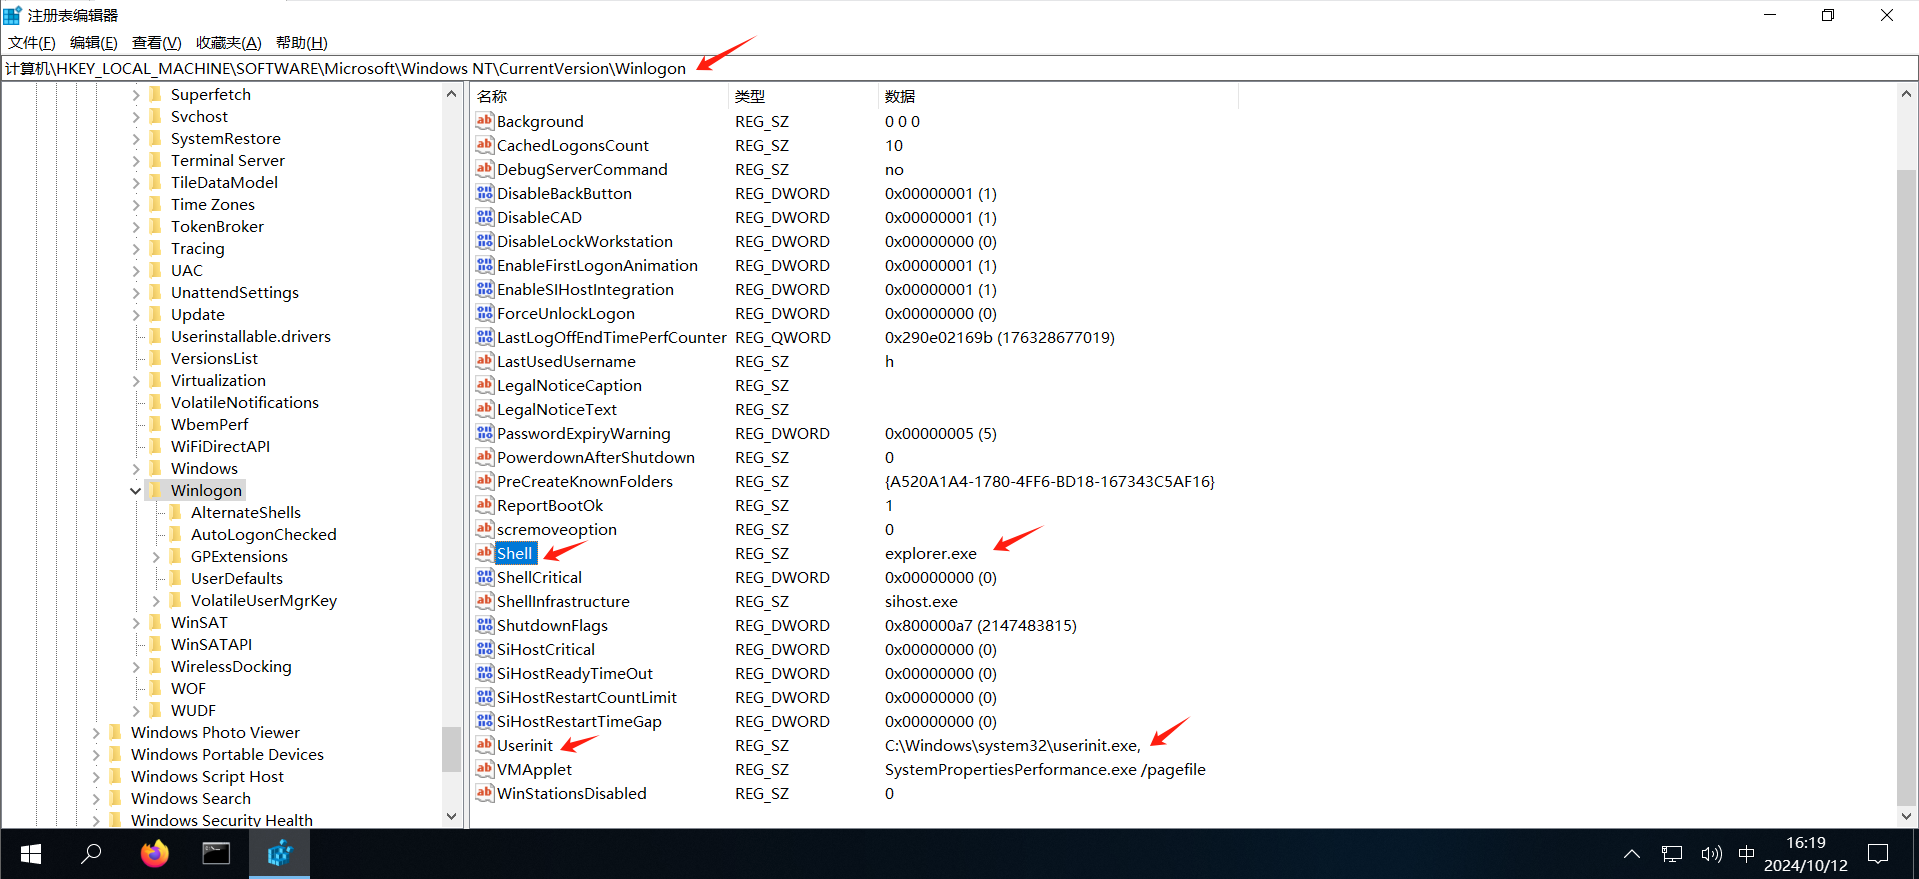 注册表编辑器
文件(F) 编辑(E) 查看(V) 收藏夹(A) 帮助(H)
计算机\HKEY_LOCAL_MACHINE\SOFTWARE\Microsoft\Windows NT\CurrentVersion\Winlogon
Superfetch
Svchost
SystemRestore
Terminal Server
TileDataModel
Time Zones
TokenBroker
Tracing
UAC
UnattendSettings
Update
Userinstallable.drivers
VersionsList
Virtualization
VolatileNotifications
WbemPerf
WiFiDirectAPI
Windows
Winlogon
AlternateShells
AutoLogonChecked
GPExtensions
UserDefaults
VolatileUserMgrKey
WinSAT
WinSATAPI
WirelessDocking
WOF
WUDF
Windows Photo Viewer
Windows Portable Devices
Windows Script Host
Windows Search
Windows Security Health
名称 类型 数据
Background REG_SZ 0 0 0
CachedLogonsCount REG_SZ 10
DebugServerCommand REG_SZ no
DisableBackButton REG_DWORD 0x00000001 (1)
DisableCAD REG_DWORD 0x00000001 (1)
DisableLockWorkstation REG_DWORD 0x00000000 (0)
EnableFirstLogonAnimation REG_DWORD 0x00000001 (1)
EnableSIHostIntegration REG_DWORD 0x00000001 (1)
ForceUnlockLogon REG_DWORD 0x00000000 (0)
LastLogOffEndTimePerfCounter REG_QWORD 0x290e02169b (176328677019)
LastUsedUsername REG_SZ h
LegalNoticeCaption REG_SZ
LegalNoticeText REG_SZ
PasswordExpiryWarning REG_DWORD 0x00000005 (5)
PowerdownAfterShutdown REG_SZ 0
PreCreateKnownFolders REG_SZ {A520A1A4-1780-4FF6-BD18-167343C5AF16}
ReportBootOk REG_SZ 1
scremoveoption REG_SZ 0
Shell REG_SZ explorer.exe
ShellCritical REG_DWORD 0x00000000 (0)
ShellInfrastructure REG_SZ sihost.exe
ShutdownFlags REG_DWORD 0x800000a7 (2147483815)
SiHostCritical REG_DWORD 0x00000000 (0)
SiHostReadyTimeOut REG_DWORD 0x00000000 (0)
SiHostRestartCountLimit REG_DWORD 0x00000000 (0)
SiHostRestartTimeGap REG_DWORD 0x00000000 (0)
Userinit REG_SZ C:\Windows\system32\userinit.exe,
VMApplet REG_SZ SystemPropertiesPerformance.exe /pagefile
WinStationsDisabled REG_SZ 0
中
16:19
2024/10/12